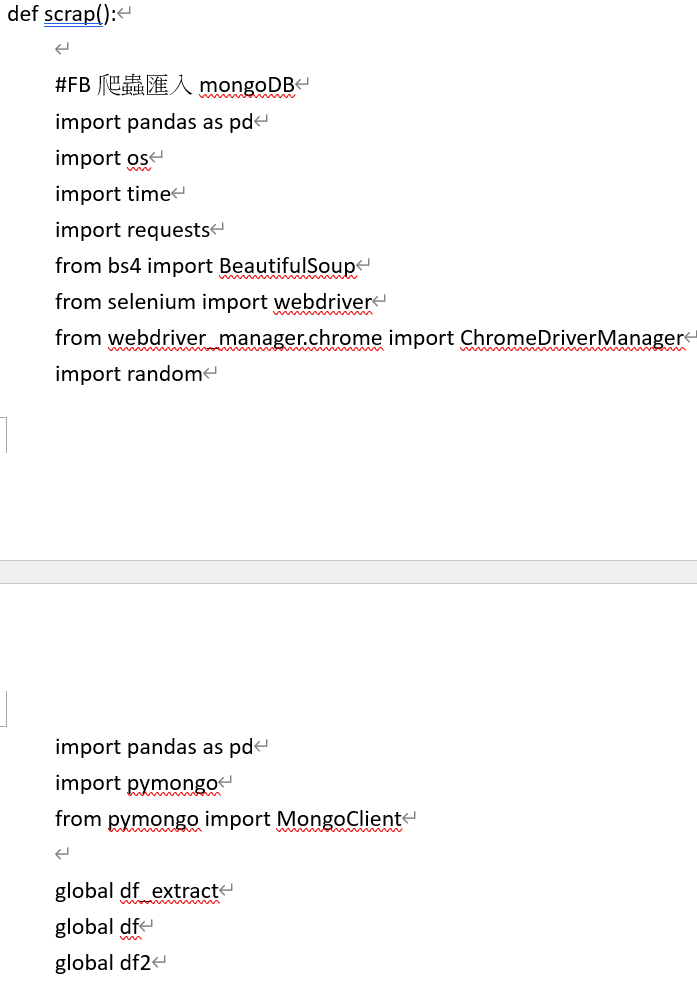 def scrap():
#FB 爬蟲匯入 mongoDB
import pandas as pd
import os
import time
import requests
from bs4 import BeautifulSoup
from selenium import webdriver
from webdriver_manager.chrome import ChromeDriverManager
import random
import pandas as pd
import pymongo
from pymongo import MongoClient
global df_extract
global df
global df2